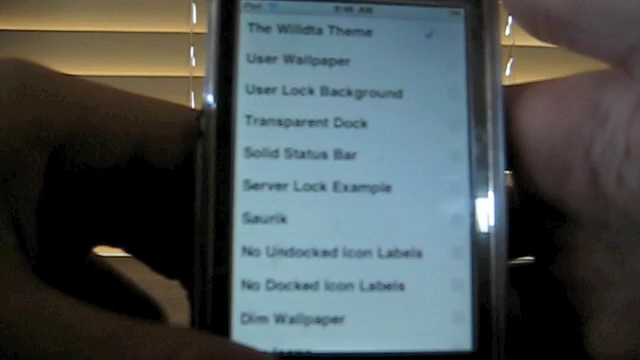 iPod
The Willdta Theme
User Wallpaper
User Lock Background
Transparent Dock
Solid Status Bar
Server Lock Example
Saurik
No Undocked Icon Labels
No Docked Icon Labels
Dim Wallpaper